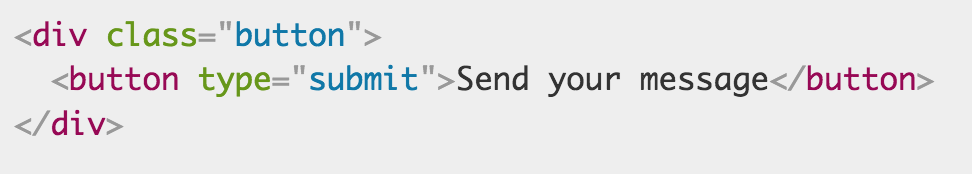 <div class="button">
  <button type="submit">Send your message</button>
</div>